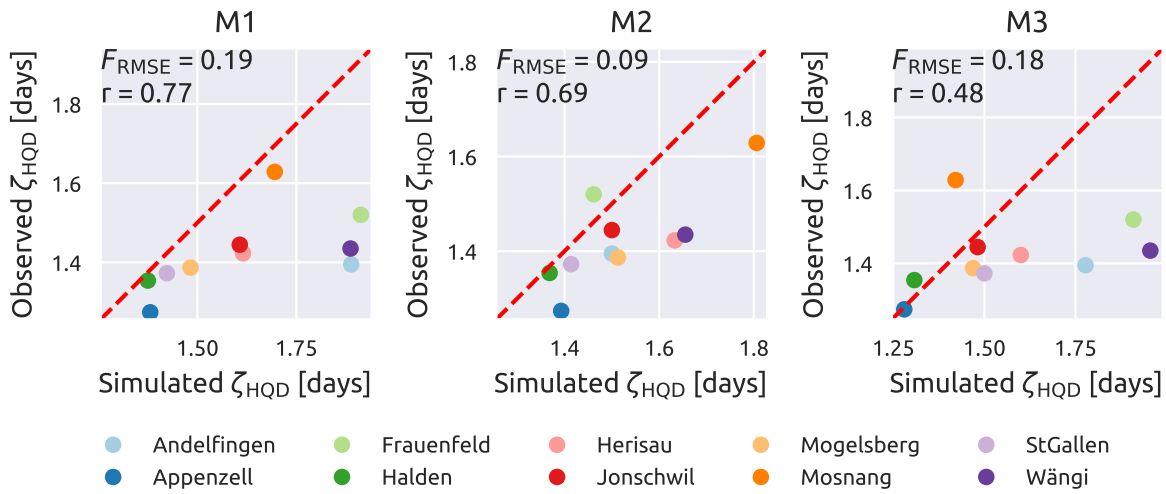 M1
M2
M3
F_RMSE = 0.19
r = 0.77
F_RMSE = 0.09
r = 0.69
F_RMSE = 0.18
r = 0.48
Observed ζ_HQD [days]
1.8
1.6
1.4
1.50 1.75
Simulated ζ_HQD [days]
Observed ζ_HQD [days]
1.8
1.6
1.4
1.4 1.6 1.8
Simulated ζ_HQD [days]
Observed ζ_HQD [days]
1.8
1.6
1.4
1.25 1.50 1.75
Simulated ζ_HQD [days]
Andelfingen Frauenfeld Herisau Mogelsberg StGallen
Appenzell Halden Jonschwil Mosnang Wängi